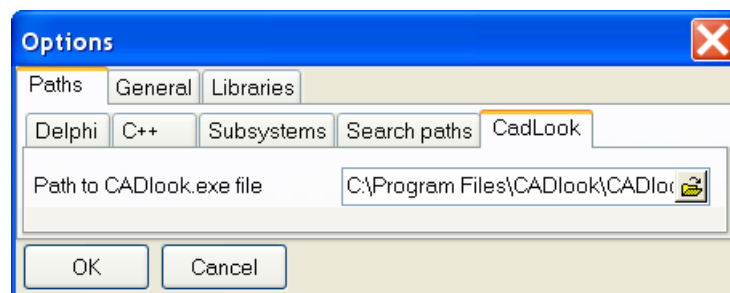 Options
Paths General Libraries
Delphi C++ Subsystems Search paths CadLook
Path to CADlook.exe file C:\Program Files\CADlook\CADloo
OK Cancel